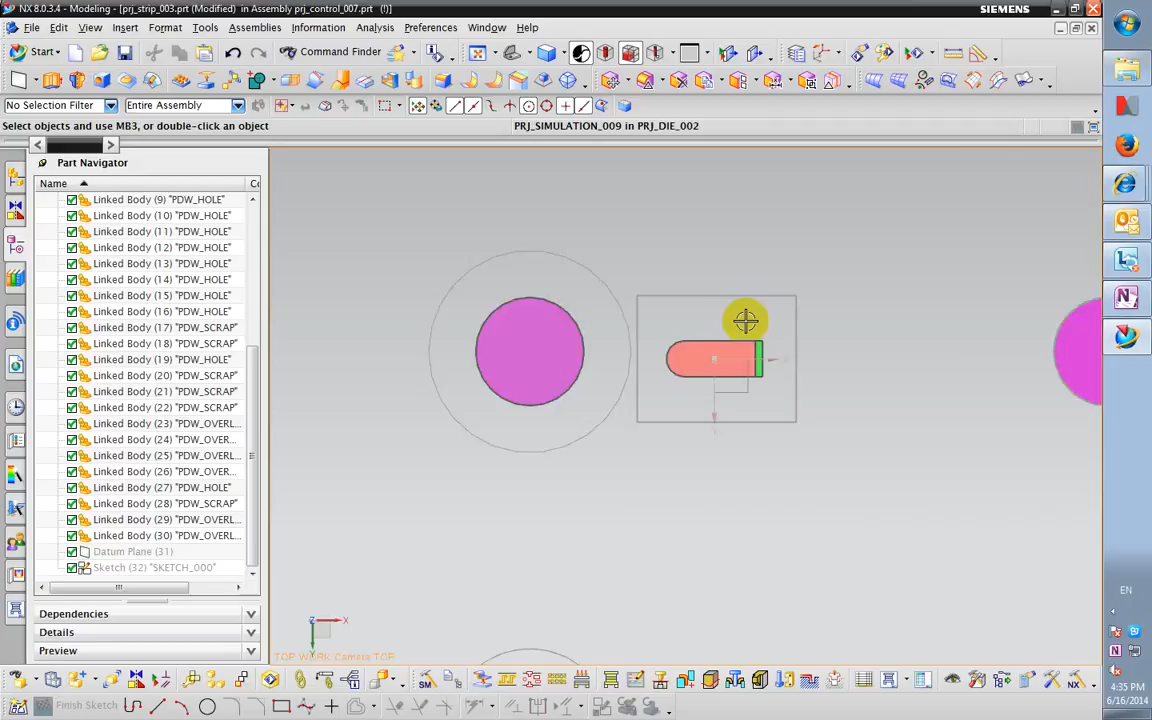 NX 8.0.3.4 - Modeling - [prj_strip_003.prt (Modified) in Assembly prj_control_007.prt (!)]
SIEMENS
File Edit View Insert Format Tools Assemblies Information Analysis Preferences Window Help
Start Command Finder
No Selection Filter Entire Assembly
Select objects and use MB3, or double-click an object
PRJ_SIMULATION_009 in PRJ_DIE_002
Part Navigator
Name
Linked Body (9) "PDW_HOLE"
Linked Body (10) "PDW_HOLE"
Linked Body (11) "PDW_HOLE"
Linked Body (12) "PDW_HOLE"
Linked Body (13) "PDW_HOLE"
Linked Body (14) "PDW_HOLE"
Linked Body (15) "PDW_HOLE"
Linked Body (16) "PDW_HOLE"
Linked Body (17) "PDW_SCRAP"
Linked Body (18) "PDW_SCRAP"
Linked Body (19) "PDW_HOLE"
Linked Body (20) "PDW_SCRAP"
Linked Body (21) "PDW_SCRAP"
Linked Body (22) "PDW_SCRAP"
Linked Body (23) "PDW_OVERL...
Linked Body (24) "PDW_OVER...
Linked Body (25) "PDW_OVERL...
Linked Body (26) "PDW_OVER...
Linked Body (27) "PDW_HOLE"
Linked Body (28) "PDW_SCRAP"
Linked Body (29) "PDW_OVERL...
Linked Body (30) "PDW_OVERL...
Datum Plane (31)
Sketch (32) "SKETCH_000"
Dependencies
Details
Preview
X
TOP WORK Camera TOP
Finish Sketch
EN
4:35 PM
6/16/2014